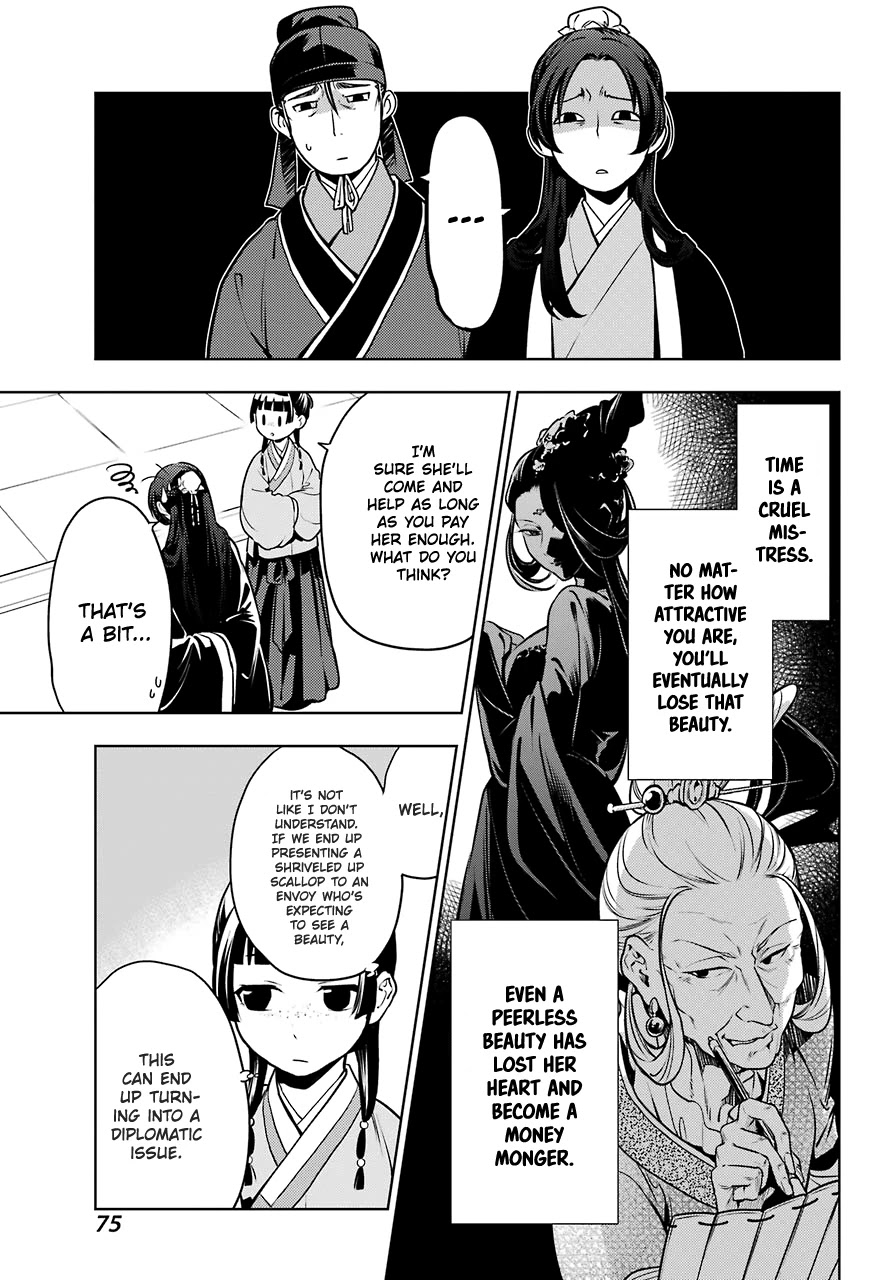 ...
TIME
IS A
CRUEL
MIS-
TRESS.
NO MAT-
TER HOW
ATTRACTIVE
YOU ARE,
YOU'LL
EVENTUALLY
LOSE THAT
BEAUTY.
EVEN A
PEERLESS
BEAUTY HAS
LOST HER
HEART AND
BECOME A
MONEY
MONGER.
I'M
SURE SHE'LL
COME AND
HELP AS LONG
AS YOU PAY
HER ENOUGH.
WHAT DO YOU
THINK?
THAT'S
A BIT...
WELL,
IT'S NOT
LIKE I DON'T
UNDERSTAND.
IF WE END UP
PRESENTING A
SHRIVELED UP
SCALLOP TO AN
ENVOY WHO'S
EXPECTING
TO SEE A
BEAUTY,
THIS
CAN END
UP TURN-
ING INTO A
DIPLOMATIC
ISSUE.
75